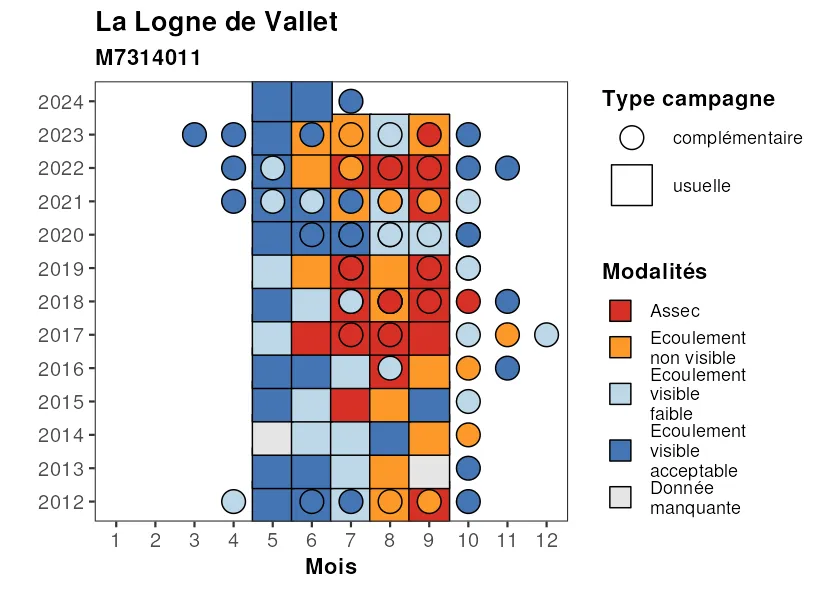 La Logne de Vallet
M7314011
2024
2023
2022
2021
2020
2019
2018
2017
2016
2015
2014
2013
2012
1 2 3 4 5 6 7 8 9 10 11 12
Mois
Type campagne
complémentaire
usuelle
Modalités
Assec
Ecoulement
non visible
Ecoulement
visible
faible
Ecoulement
visible
acceptable
Donnée
manquante